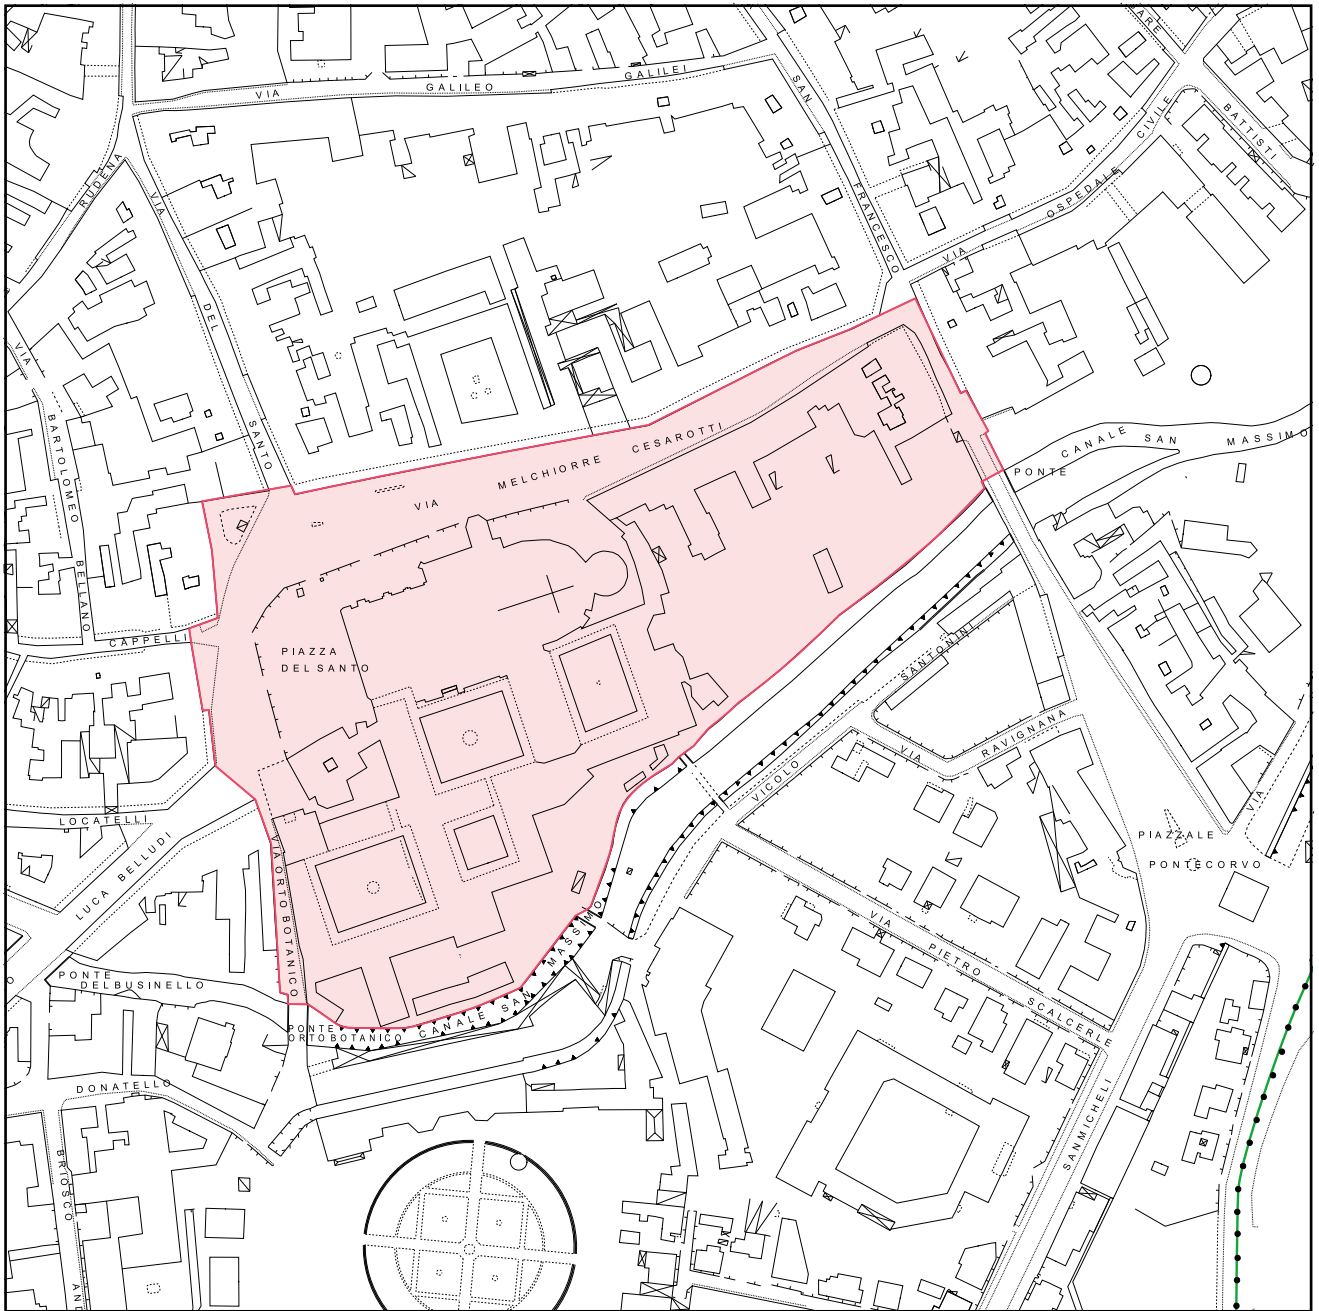 VIA GALILEO GALILEI
SAN FRANCESCO
VIA OSPEDALE CIVILE
BATTISTI
RUDENA
VIA DEL SANTO
VIA BARTOLOMEO BELLANO
CAPPELLI
VIA MELCHIORRE CESAROTTI
CANALE SAN MASSIMO
PONTE
PIAZZA
DEL SANTO
SANTONINI
VICOLO
VIA RAVIGNANA
VIA
PIAZZALE
PONTECORVO
LOCATELLI
LUCA BELLUDI
VIA ORTO BOTANICO
VIA PIETRO SCALCERLE
PONTE
DEL BUSINELLO
PONTE
ORTO BOTANICO
CANALE SAN MASSIMO
DONATELLO
BRIOSCO
SANMICHELI